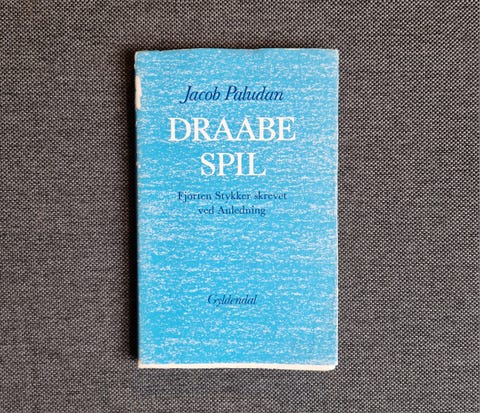 Jacob Paludan
DRAABE
SPIL
Fjorten Stykker skrevet
ved Anledning
Gyldendal